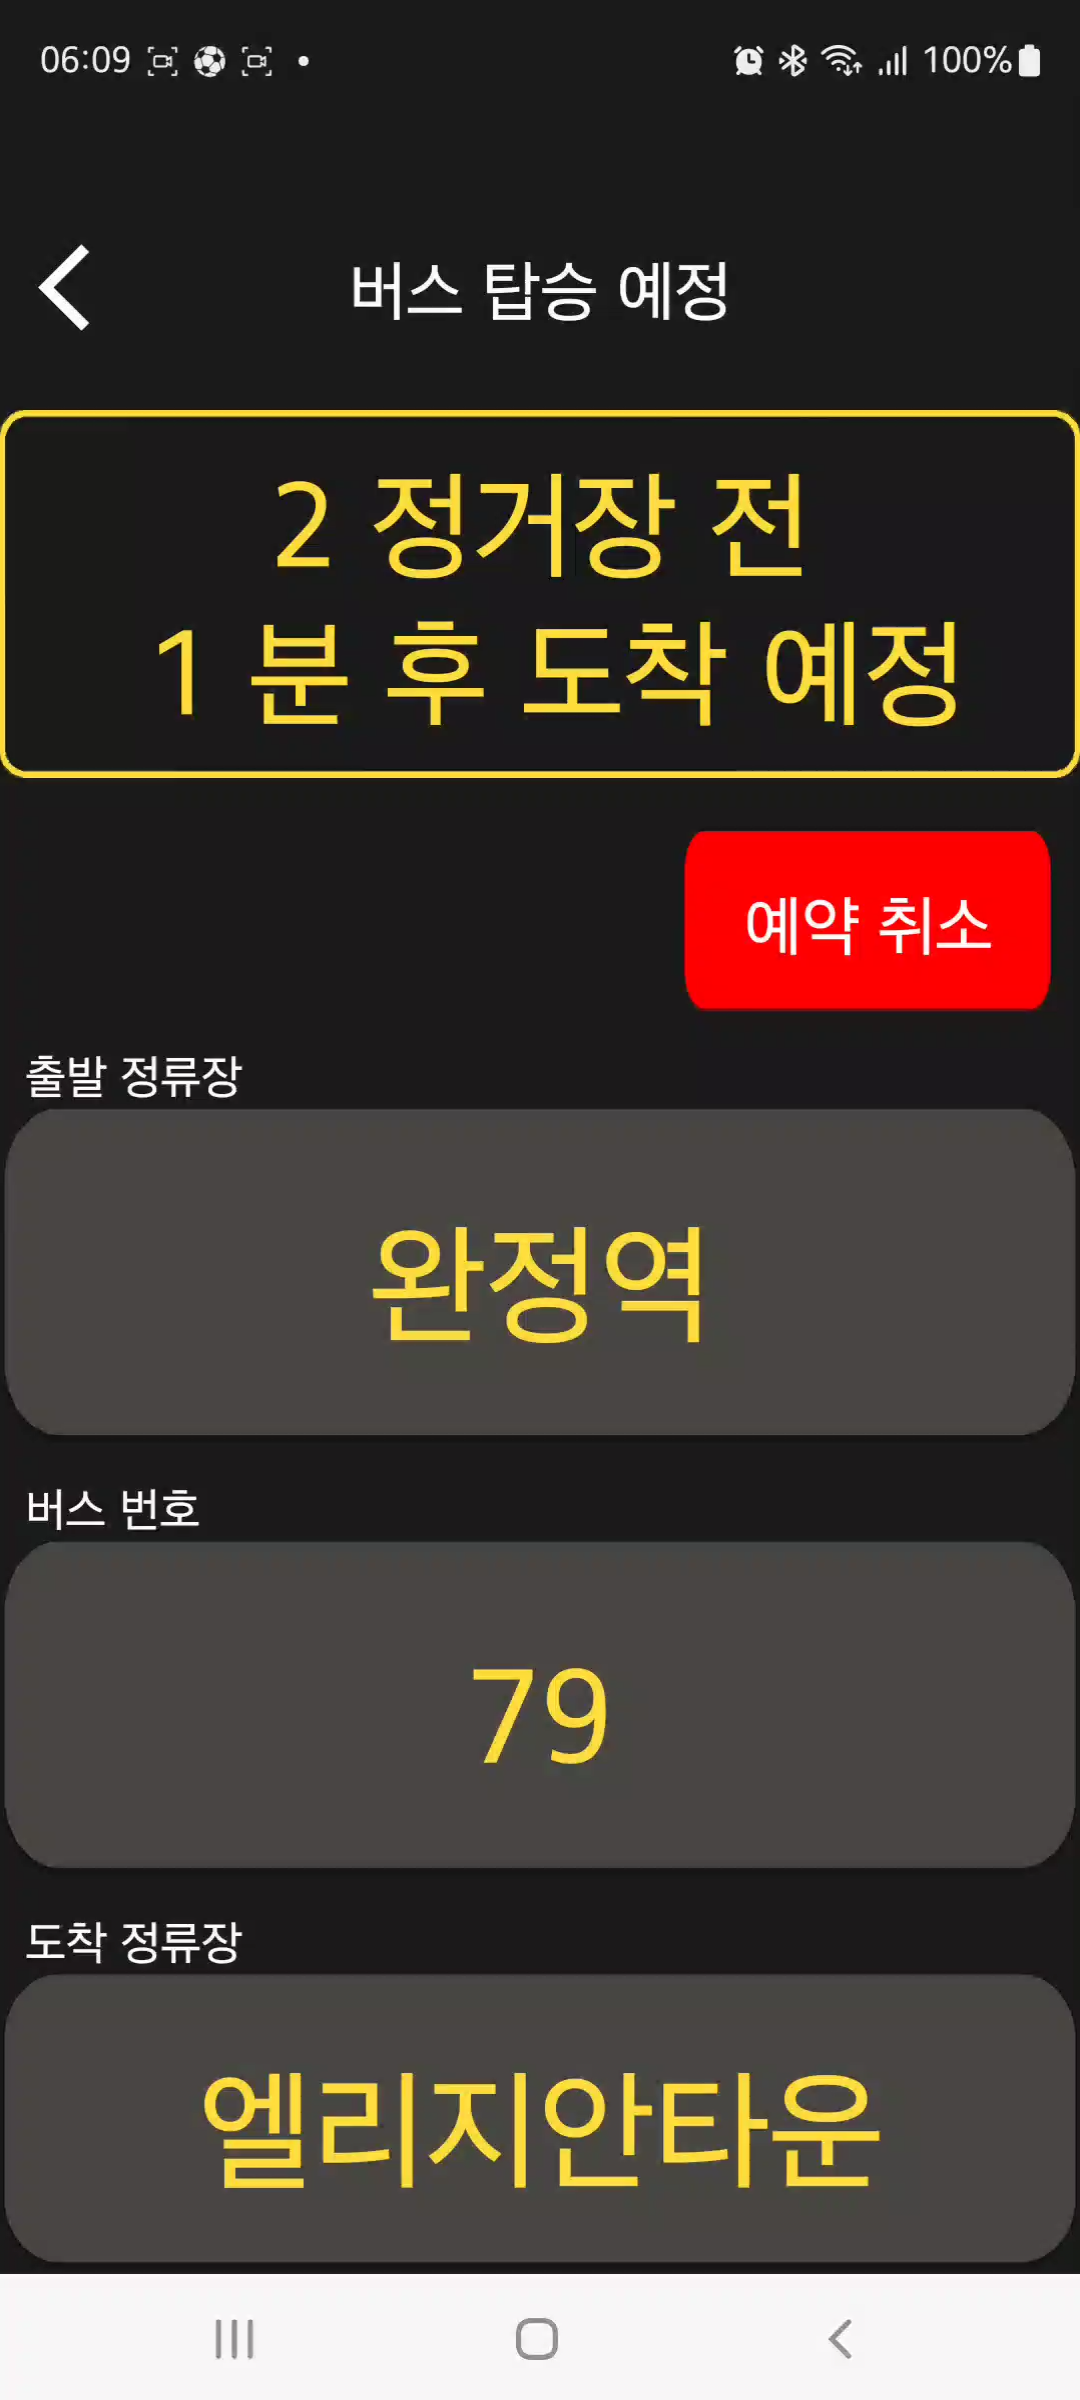 06:09 100%
버스 탑승 예정
2 정거장 전
1 분 후 도착 예정
예약 취소
출발 정류장
완정역
버스 번호
79
도착 정류장
엘리지안타운